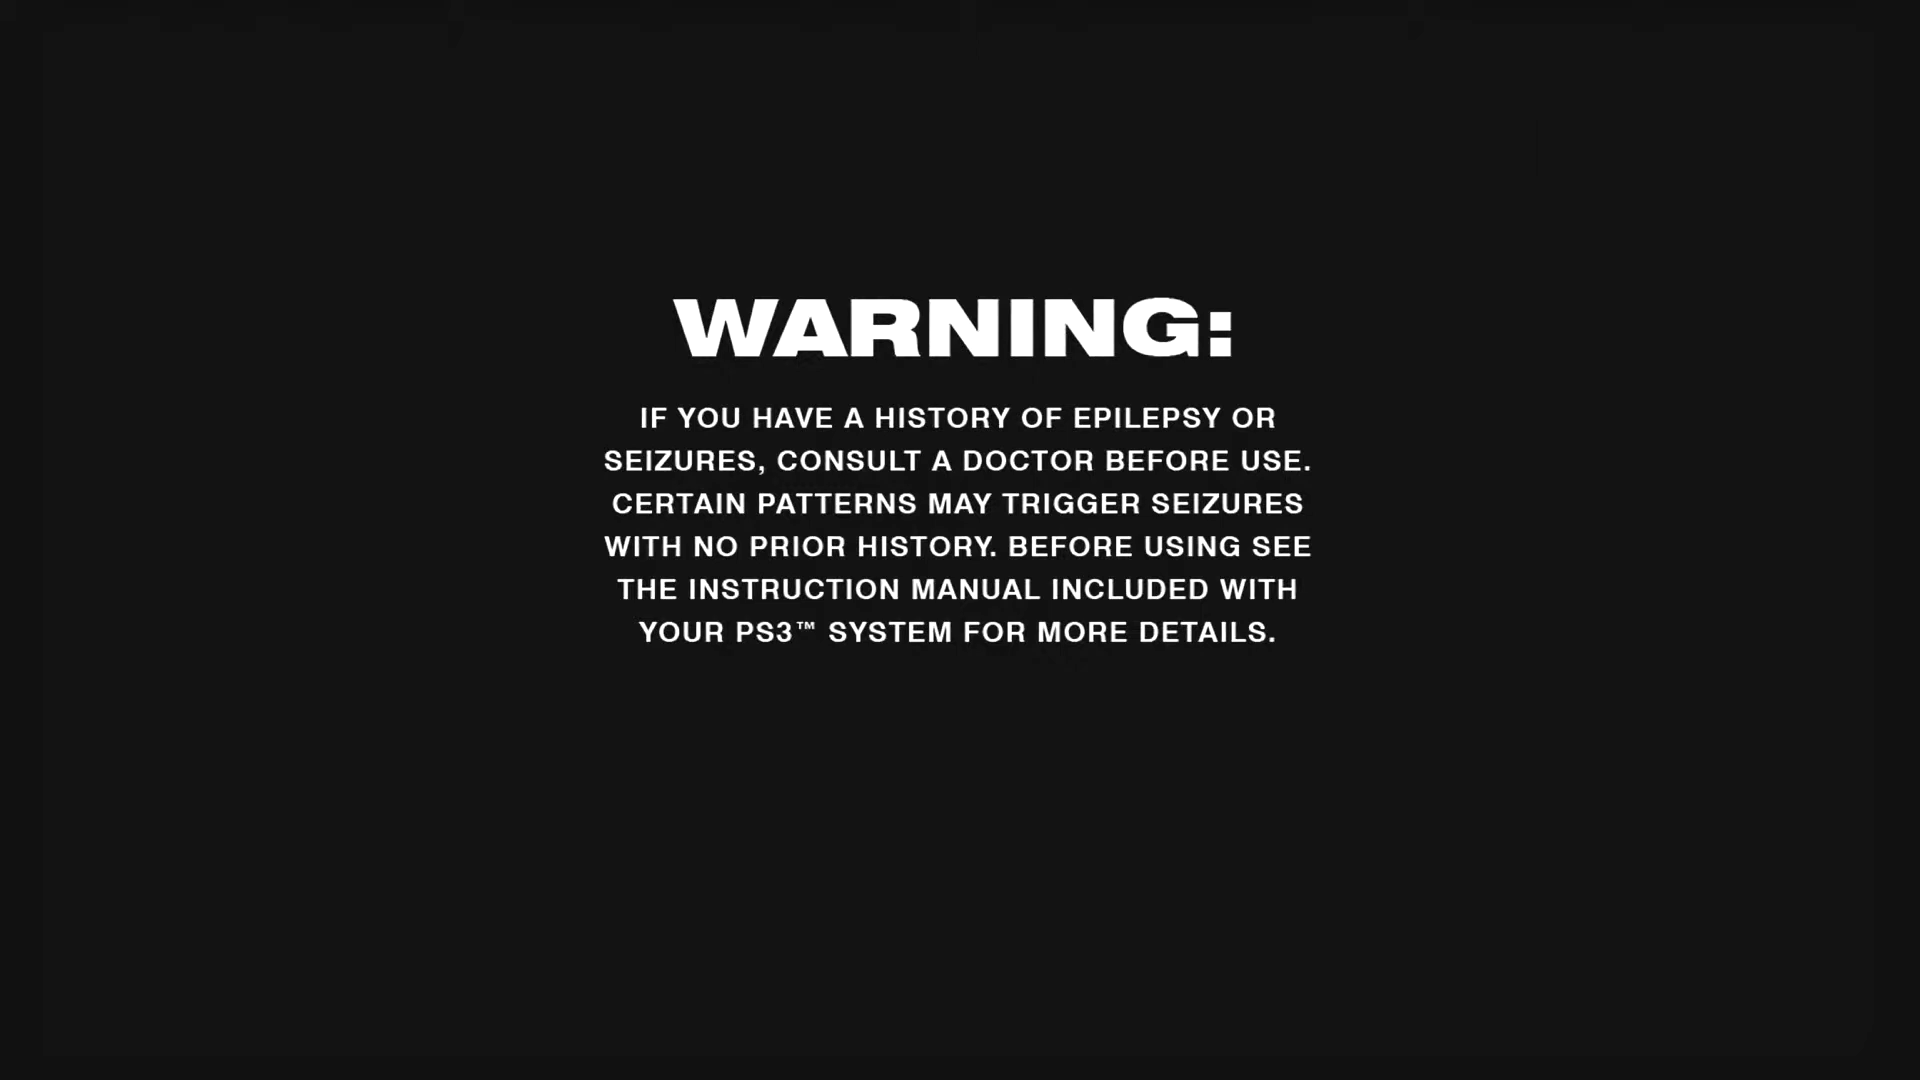 WARNING:
IF YOU HAVE A HISTORY OF EPILEPSY OR
SEIZURES, CONSULT A DOCTOR BEFORE USE.
CERTAIN PATTERNS MAY TRIGGER SEIZURES
WITH NO PRIOR HISTORY. BEFORE USING SEE
THE INSTRUCTION MANUAL INCLUDED WITH
YOUR PS3™ SYSTEM FOR MORE DETAILS.